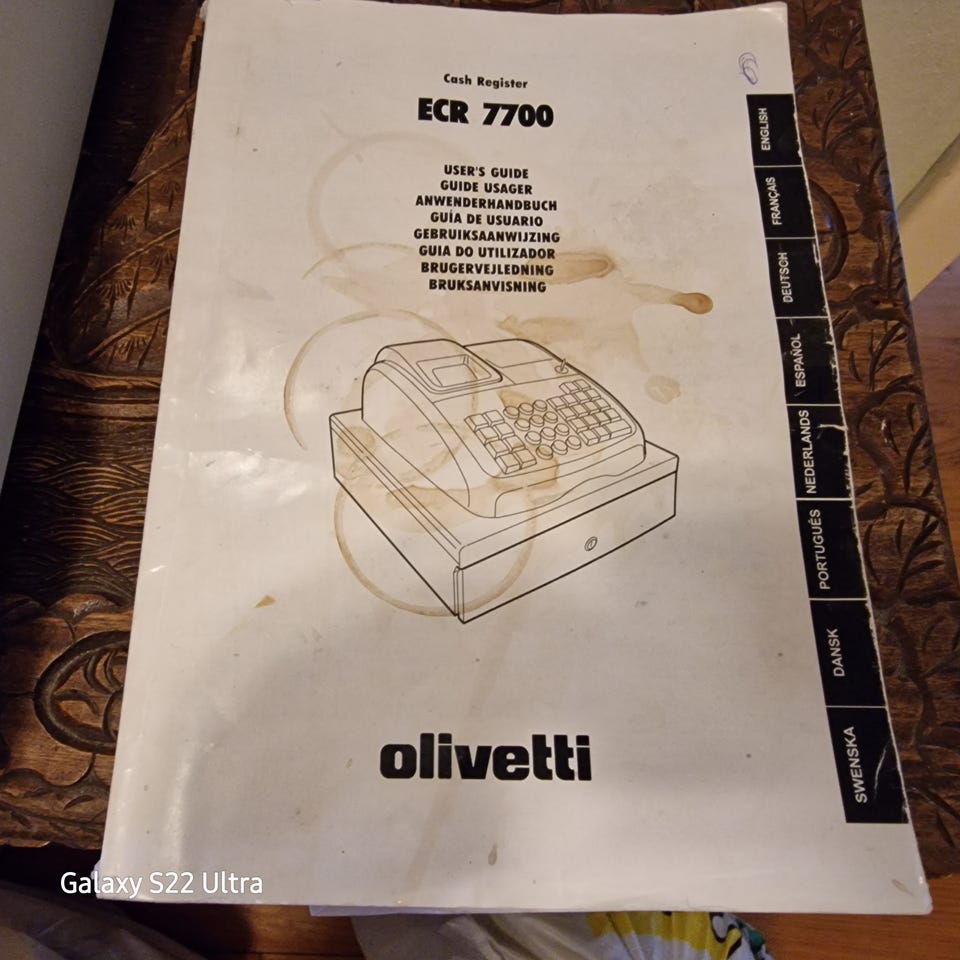 Cash Register
ECR 7700
USER'S GUIDE
GUIDE USAGER
ANWENDERHANDBUCH
GUÍA DE USUARIO
GEBRUIKSAANWIJZING
GUIA DO UTILIZADOR
BRUGERVEJLEDNING
BRUKSANVISNING
ENGLISH
FRANÇAIS
DEUTSCH
ESPAÑOL
NEDERLANDS
PORTUGUÊS
DANSK
SWENSKA
olivetti
Galaxy S22 Ultra